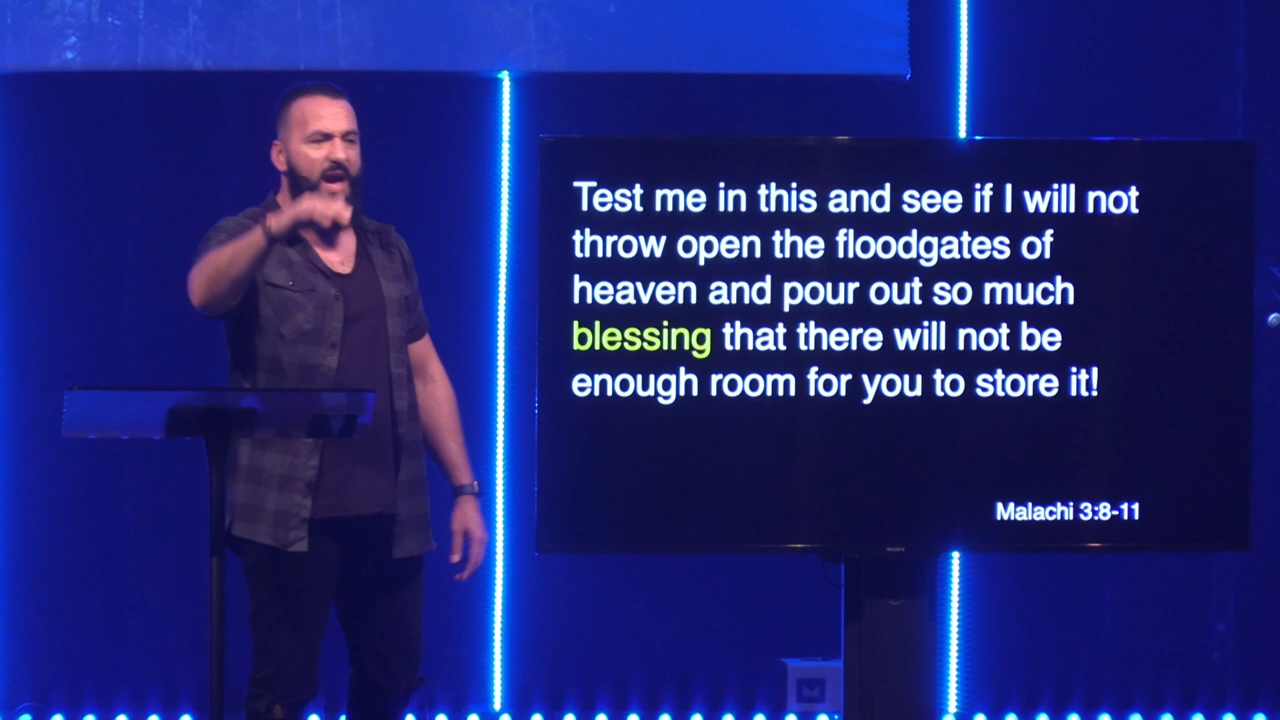 Test me in this and see if I will not
throw open the floodgates of
heaven and pour out so much
blessing that there will not be
enough room for you to store it!
Malachi 3:8-11
SONY